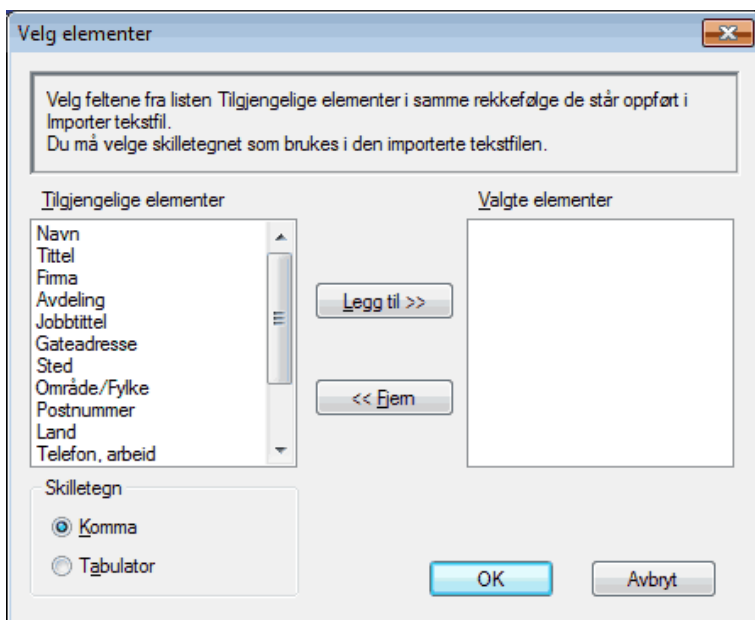 Velg elementer
Velg feltene fra listen Tilgjengelige elementer i samme rekkefølge de står oppført i
Importer tekstfil.
Du må velge skilletegnet som brukes i den importerte tekstfilen.
Tilgjengelige elementer
Navn
Tittel
Firma
Avdeling
Jobbtittel
Gateadresse
Sted
Område/Fylke
Postnummer
Land
Telefon, arbeid
Legg til >>
<< Fjern
Valgte elementer
Skilletegn
Komma
Tabulator
OK
Avbryt